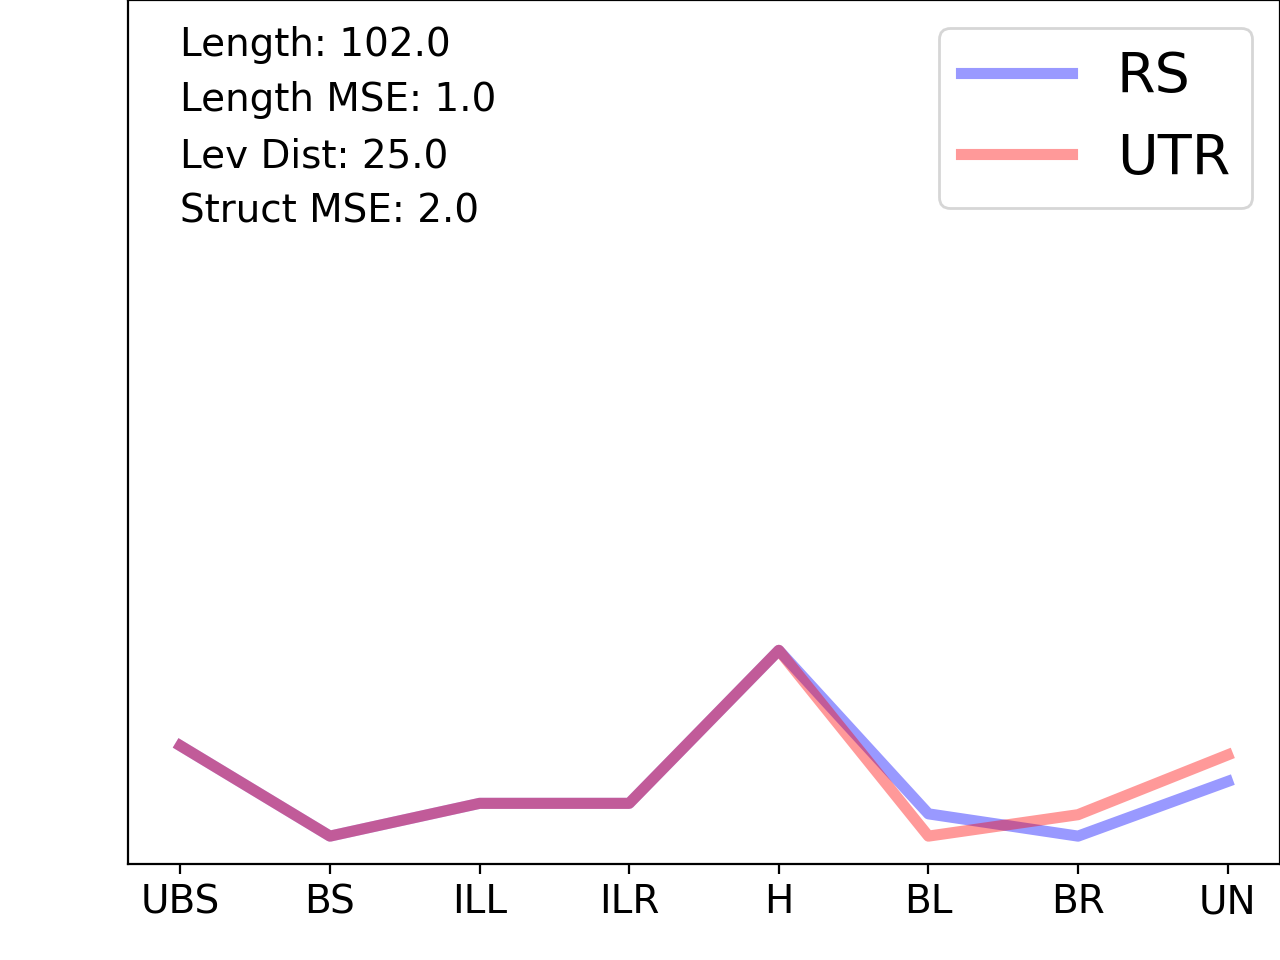 Length: 102.0
Length MSE: 1.0
Lev Dist: 25.0
Struct MSE: 2.0
RS
UTR
UBS BS ILL ILR H BL BR UN